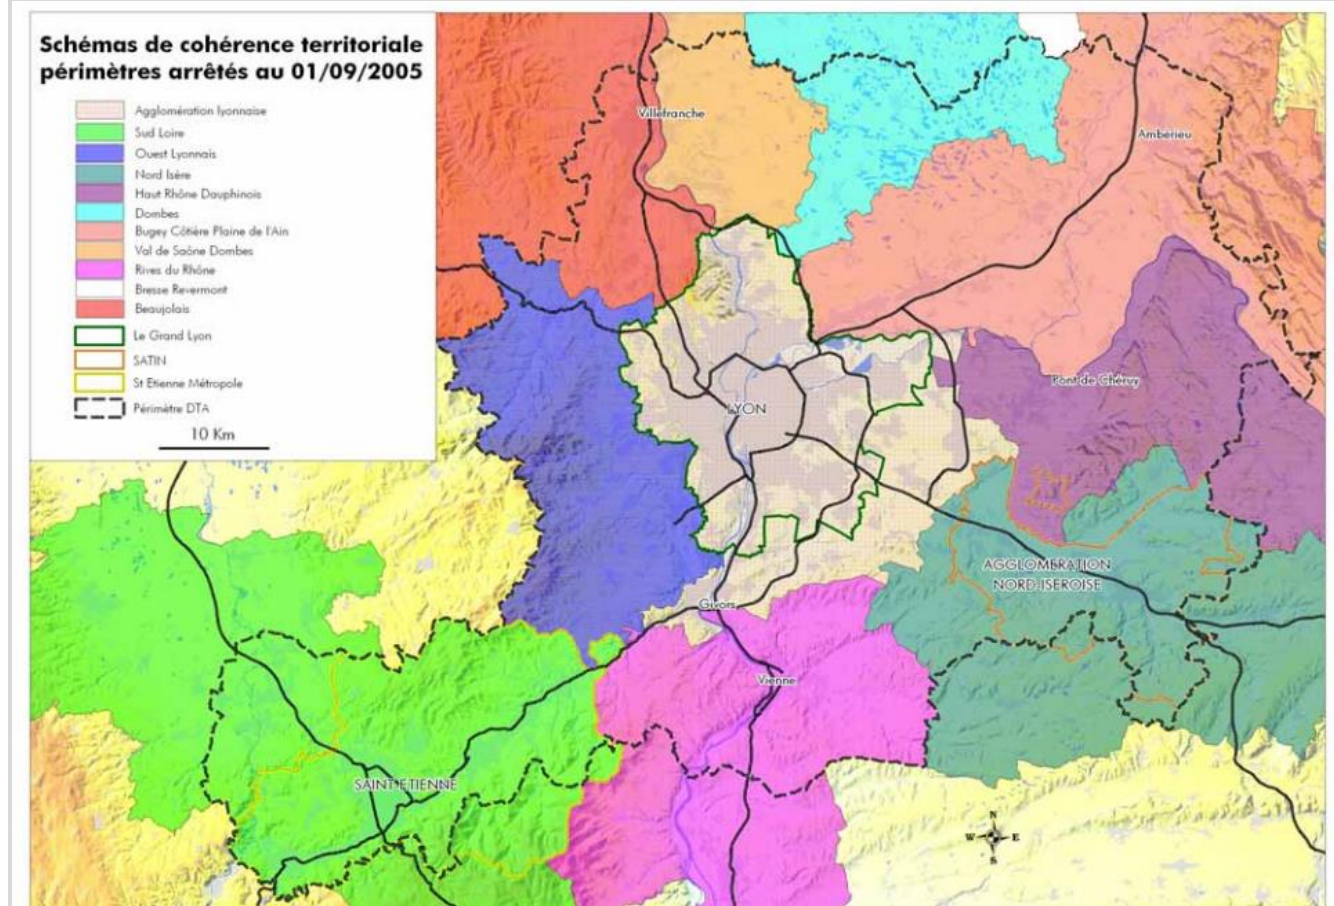 Schémas de cohérence territoriale
périmètres arrêtés au 01/09/2005
Agglomération lyonnaise
Sud Loire
Ouest Lyonnais
Nord Isère
Haut Rhône Dauphinois
Dombes
Bugey Côtière Plaine de l'Ain
Val de Saône Dombes
Rives du Rhône
Bresse Revermont
Beaujolais
Le Grand Lyon
SATIN
St Etienne Métropole
Périmètre DTA
10 Km
Villefranche
Ambérieu
Pont de Chéruy
LYON
AGGLOMERATION
NORD-ISEROISE
Givors
Vienne
SAINT ETIENNE
N
W E
S